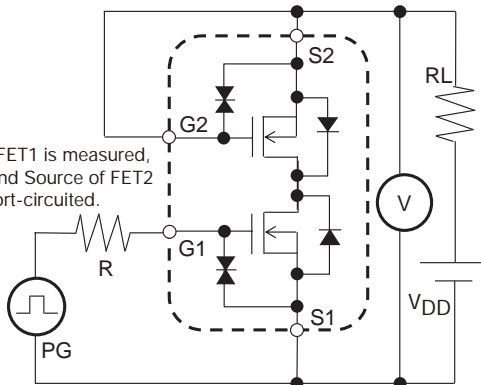 S2
RL
G2
FET1 is measured,
nd Source of FET2
ort-circuited.
V
G1
R
VDD
S1
PG